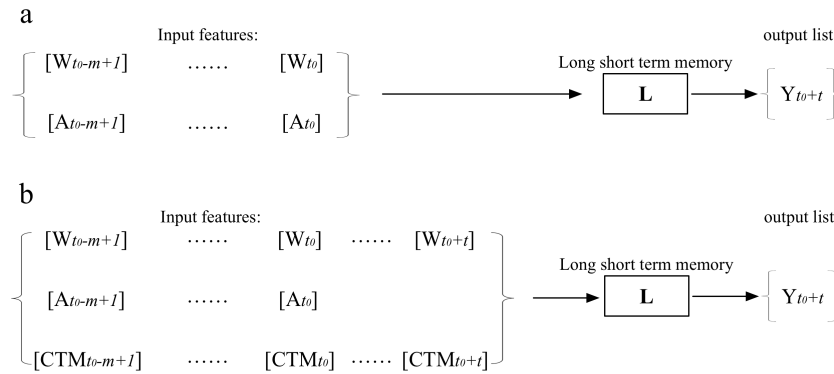 a
Input features:
output list
[Wt0-m+1] ...... [Wt0]
Long short term memory
L
Yt0+t
[At0-m+1] ...... [At0]
b
Input features:
output list
[Wt0-m+1] ...... [Wt0] ...... [Wt0+t]
Long short term memory
[At0-m+1] ...... [At0]
L
Yt0+t
[CTMt0-m+1] ...... [CTMt0] ...... [CTMt0+t]